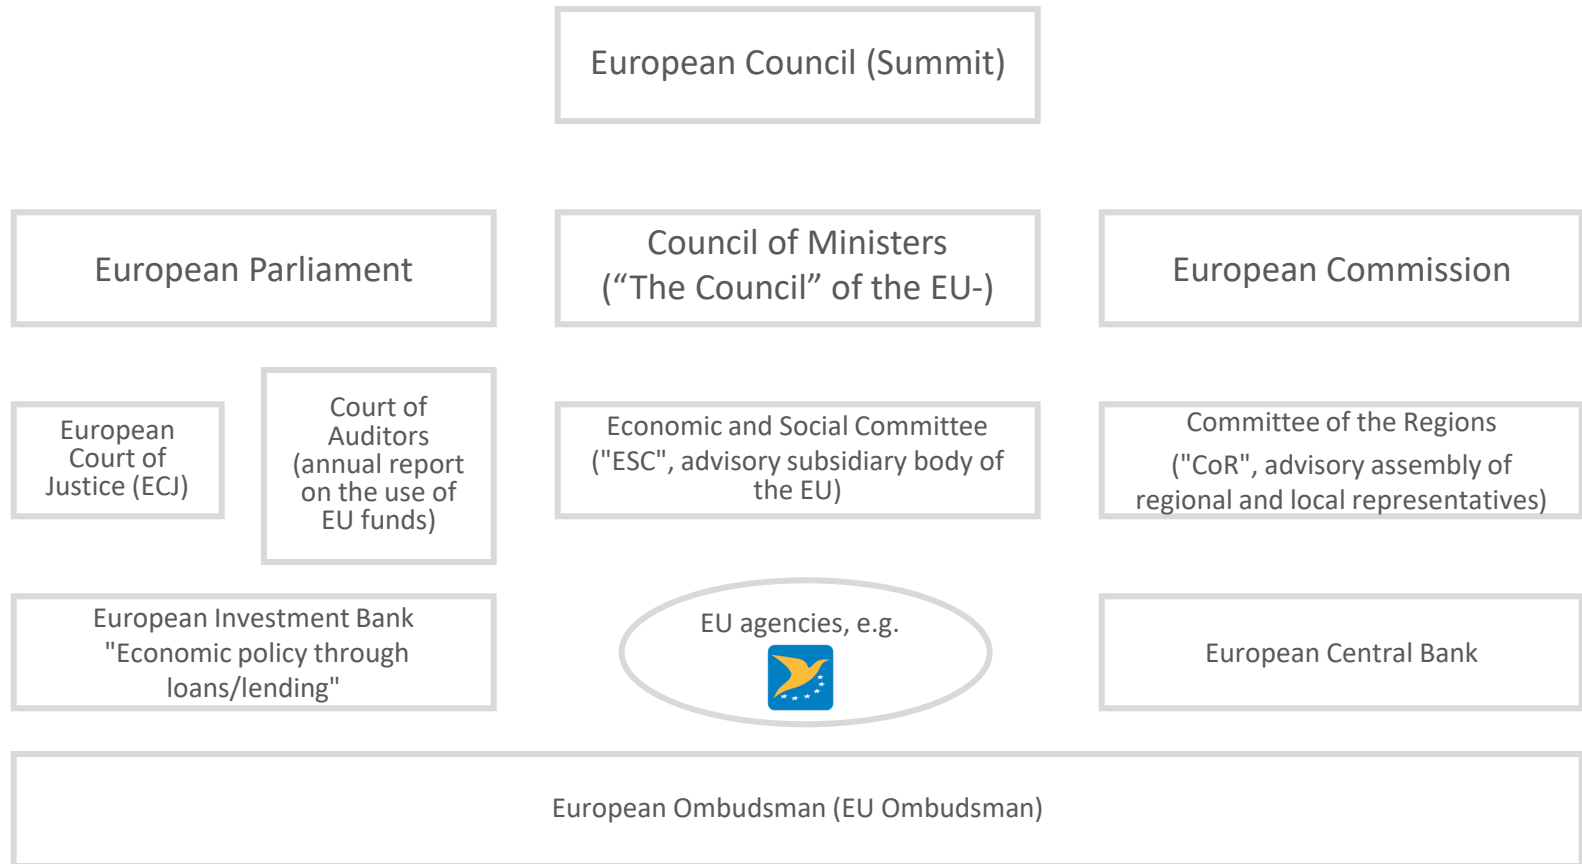 European Council (Summit)
European Parliament
Council of Ministers
(“The Council” of the EU-)
European Commission
European
Court of
Justice (ECJ)
Court of
Auditors
(annual report
on the use of
EU funds)
Economic and Social Committee
("ESC", advisory subsidiary body of
the EU)
Committee of the Regions
("CoR", advisory assembly of
regional and local representatives)
European Investment Bank
"Economic policy through
loans/lending"
EU agencies, e.g.
European Central Bank
European Ombudsman (EU Ombudsman)